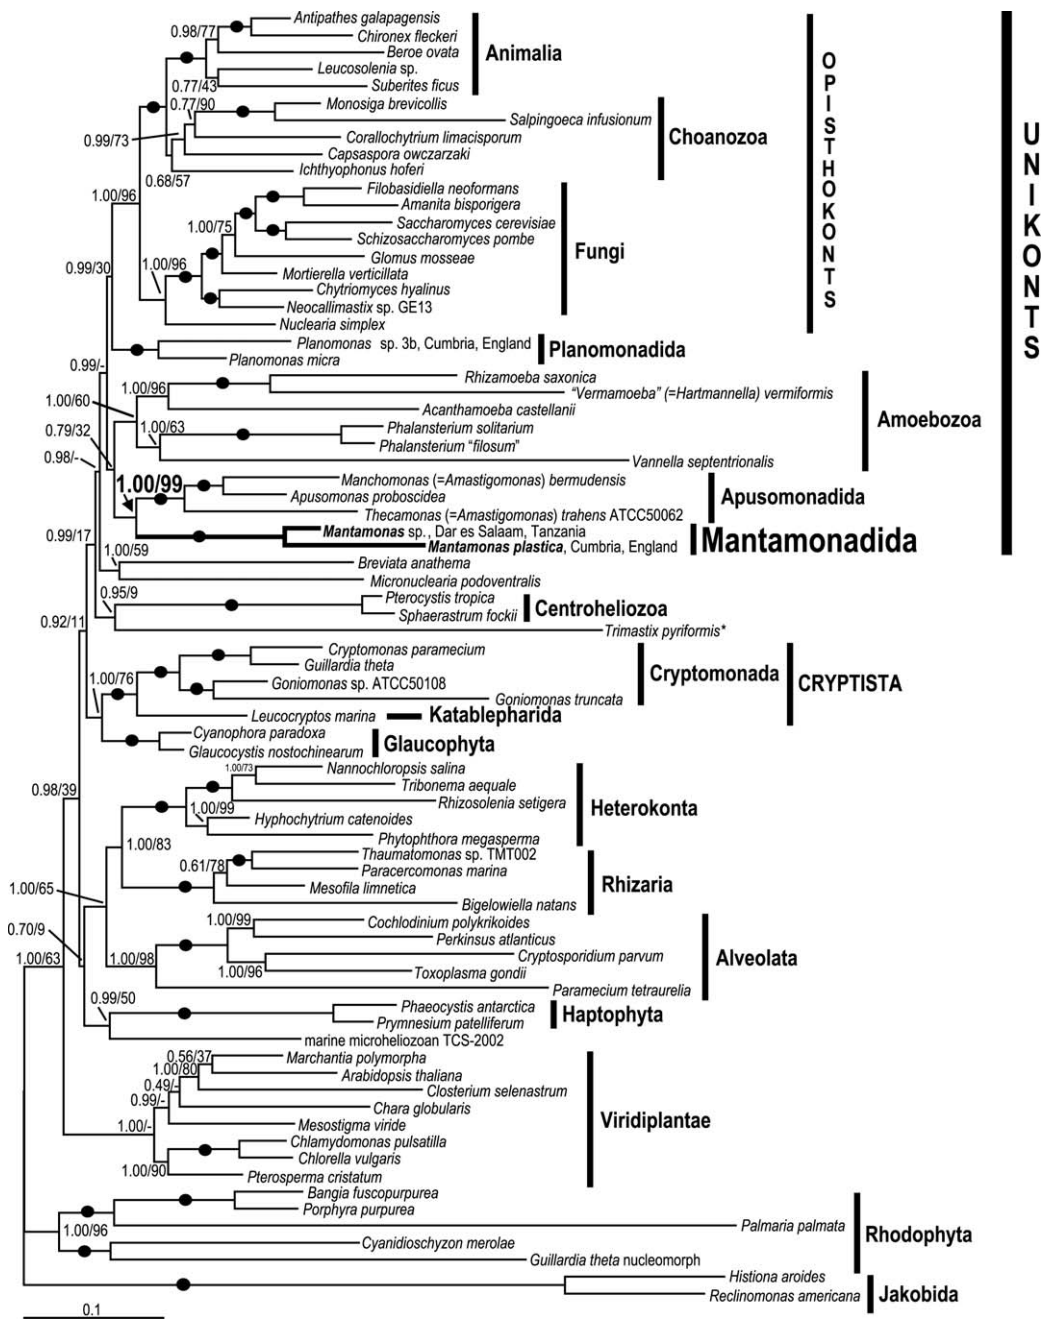 Antipathes galapagensis
0.98/77
Chironex fleckeri
Beroe ovata
Animalia
Leucosolenia sp.
0.77/43
Suberites ficus
0.77/90
Monosiga brevicollis
Salpingoeca infusionum
0.99/73
Corallochytrium limacisporum
Choanozoa
Capsaspora owczarzaki
Ichthyophonus hoferi
0.68/57
OPISTHOKONTS
UNIKONTS
1.00/96
Filobasidiella neoformans
Amanita bisporigera
1.00/75
Saccharomyces cerevisiae
Schizosaccharomyces pombe
Fungi
Glomus mosseae
0.99/30
1.00/96
Mortierella verticillata
Chytriomyces hyalinus
Neocallimastix sp. GE13
Nuclearia simplex
Planomonas sp. 3b, Cumbria, England
Planomonadida
Planomonas micra
0.99/-
Rhizamoeba saxonica
1.00/96
"Vermamoeba" (=Hartmannella) vermiformis
1.00/60
Acanthamoeba castellanii
Amoebozoa
0.79/32
1.00/63
Phalansterium solitarium
Phalansterium "filosum"
0.98/-
Vannella septentrionalis
1.00/99
Manchomonas (=Amastigomonas) bermudensis
Apusomonas proboscidea
Apusomonadida
Thecamonas (=Amastigomonas) trahens ATCC50062
Mantamonas sp., Dar es Salaam, Tanzania
Mantamonadida
0.99/17
Mantamonas plastica, Cumbria, England
1.00/59
Breviata anathema
Micronuclearia podoventralis
0.95/9
Pterocystis tropica
Centroheliozoa
Sphaerastrum fockii
0.92/11
Trimastix pyriformis*
Cryptomonas paramecium
Guillardia theta
Cryptomonada
CRYPTISTA
1.00/76
Goniomonas sp. ATCC50108
Goniomonas truncata
Leucocryptos marina
Katablepharida
Cyanophora paradoxa
Glaucophyta
Glaucocystis nostochinearum
1.00/73
Nannochloropsis salina
Tribonema aequale
0.98/39
Rhizosolenia setigera
Heterokonta
1.00/99
Hyphochytrium catenoides
Phytophthora megasperma
1.00/83
Thaumatomonas sp. TMT002
0.61/78
Paracercomonas marina
Rhizaria
1.00/65
Mesofila limnetica
Bigelowiella natans
1.00/99
Cochlodinium polykrikoides
0.70/9
Perkinsus atlanticus
1.00/63
1.00/98
Cryptosporidium parvum
Alveolata
1.00/96
Toxoplasma gondii
Paramecium tetraurelia
0.99/50
Phaeocystis antarctica
Haptophyta
Prymnesium patelliferum
marine microheliozoan TCS-2002
0.56/37
Marchantia polymorpha
1.00/80
Arabidopsis thaliana
0.49/-
Closterium selenastrum
0.99/-
Chara globularis
Viridiplantae
1.00/-
Mesostigma viride
Chlamydomonas pulsatilla
Chlorella vulgaris
1.00/90
Pterosperma cristatum
Bangia fuscopurpurea
Porphyra purpurea
1.00/96
Palmaria palmata
Rhodophyta
Cyanidioschyzon merolae
Guillardia theta nucleomorph
Histiona aroides
Jakobida
Reclinomonas americana
0.1